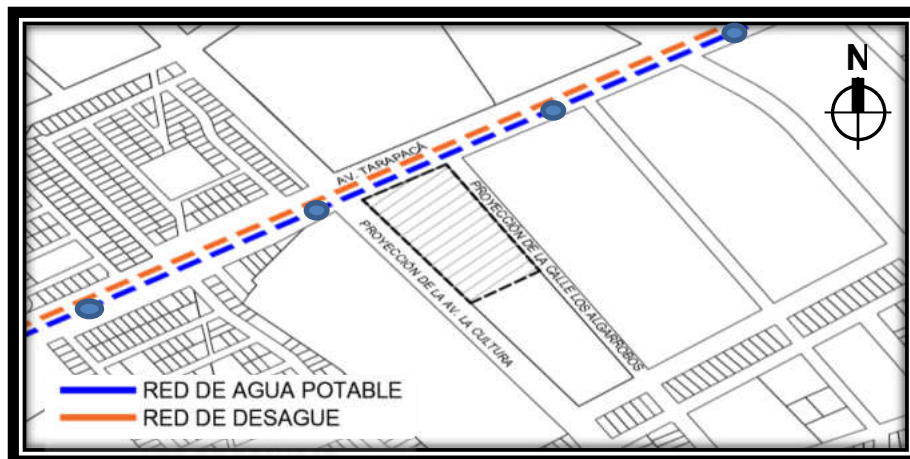 N
AV. TARAPACÁ
PROYECCIÓN DE LA CALLE LOS ALGARROBOS
PROYECCIÓN DE LA AV. LA CULTURA
RED DE AGUA POTABLE
RED DE DESAGUE